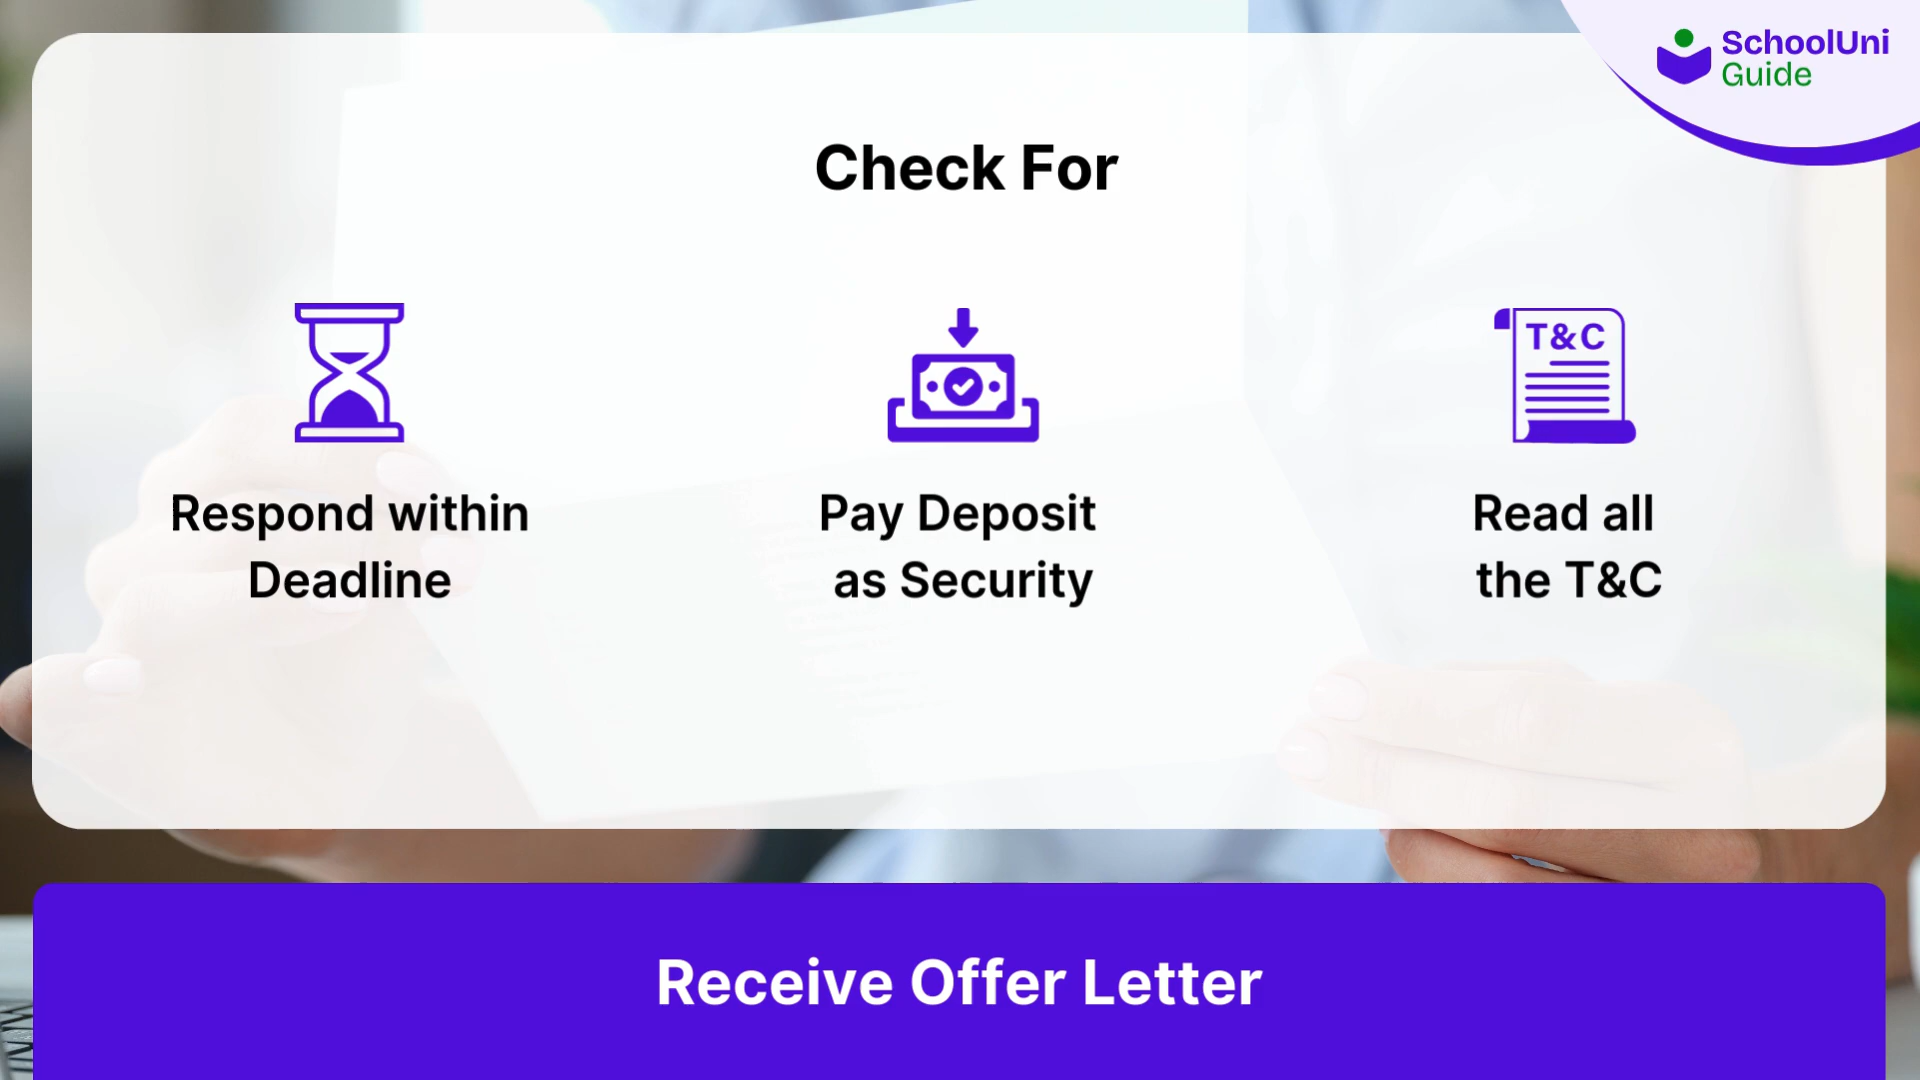 SchoolUni
Guide
Check For
T&C
Respond within
Deadline
Pay Deposit
as Security
Read all
the T&C
Receive Offer Letter